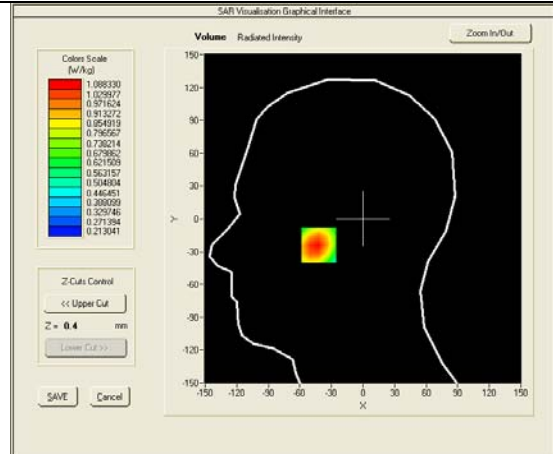 SAR Visualisation Graphical Interface
Colors Scale
(W/kg)
1.088330
1.029977
0.971624
0.913272
0.854919
0.796567
0.738214
0.679862
0.621509
0.563157
0.504804
0.446451
0.388099
0.329746
0.271394
0.213041
Z-Cuts Control
<< Upper Cut
Z = 0.4 mm
Lower Cut >>
SAVE Cancel
Volume Radiated Intensity
Zoom In/Out
150
120
90
60
30
0
-30
-60
-90
-120
-150
Y
-150 -120 -90 -60 -30 0 30 60 90 120 150
X